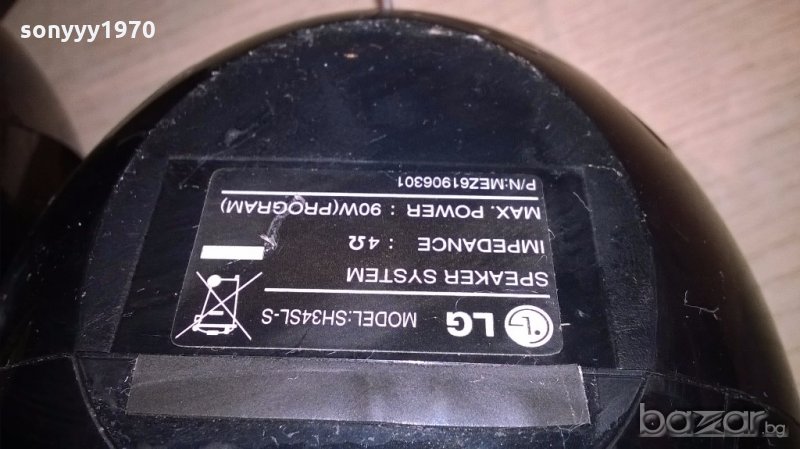 sonyyy1970
LG MODEL:SH34SL-S
SPEAKER SYSTEM
IMPEDANCE : 4Ω
MAX. POWER : 90W(PROGRAM)
P/N:MEZ61906301
bazar.bg